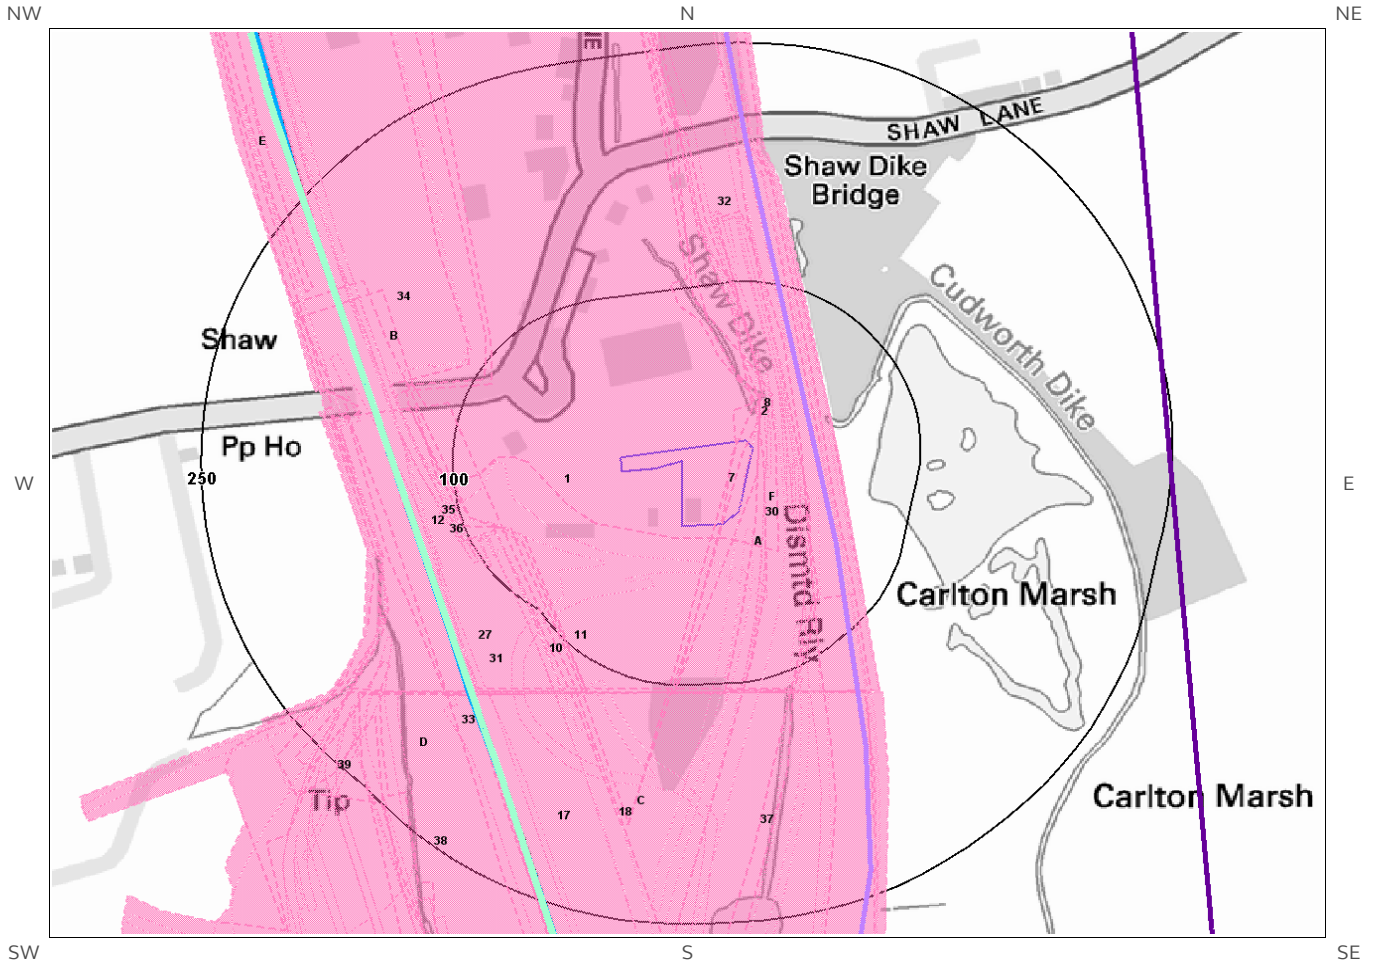 NW
N
NE
NE
SHAW LANE
E
Shaw Dike
Bridge
32
Shaw Dike
Cudworth Dike
34
B
Shaw
8
2
Pp Ho
W
250
100
1
7
E
F
35
30
12
36
A
Dismtd Rly
Carlton Marsh
27
11
10
31
33
D
39
Tip
C
18
17
37
38
Carlton Marsh
SW
S
SE